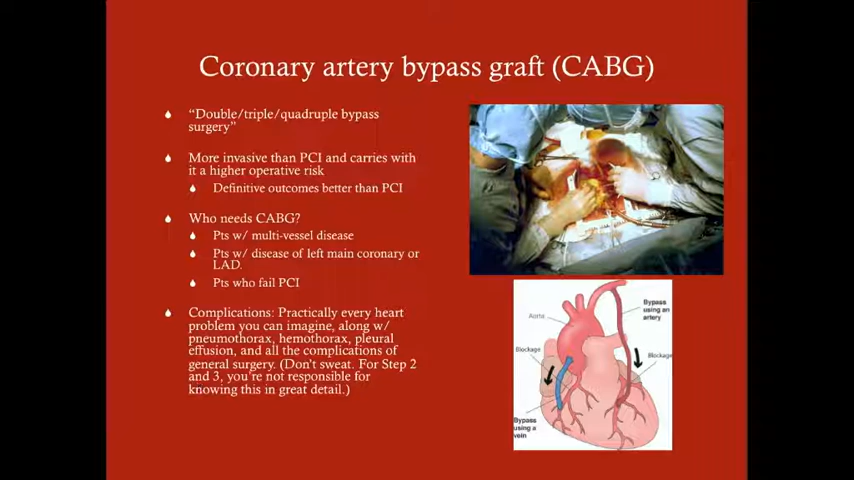 Coronary artery bypass graft (CABG)
“Double/triple/quadruple bypass
surgery”
More invasive than PCI and carries with
it a higher operative risk
Definitive outcomes better than PCI
Who needs CABG?
Pts w/ multi-vessel disease
Pts w/ disease of left main coronary or
LAD.
Pts who fail PCI
Complications: Practically every heart
problem you can imagine, along w/
pneumothorax, hemothorax, pleural
effusion, and all the complications of
general surgery. (Don’t sweat. For Step 2
and 3, you’re not responsible for
knowing this in great detail.)
Bypass
using an
artery
Aorta
Blockage
Blockage
Bypass
using a
vein